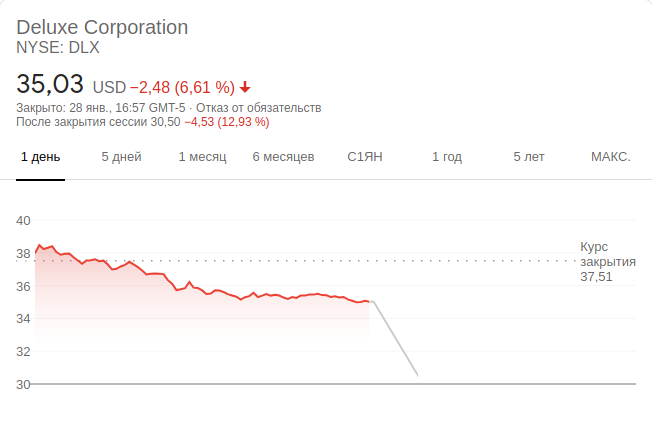 Deluxe Corporation
NYSE: DLX
35,03 USD −2,48 (6,61 %)
Закрыто: 28 янв., 16:57 GMT-5 · Отказ от обязательств
После закрытия сессии 30,50 −4,53 (12,93 %)
1 день 5 дней 1 месяц 6 месяцев С1ЯН 1 год 5 лет МАКС.
40
38
36
34
32
30
Курс
закрытия
37,51